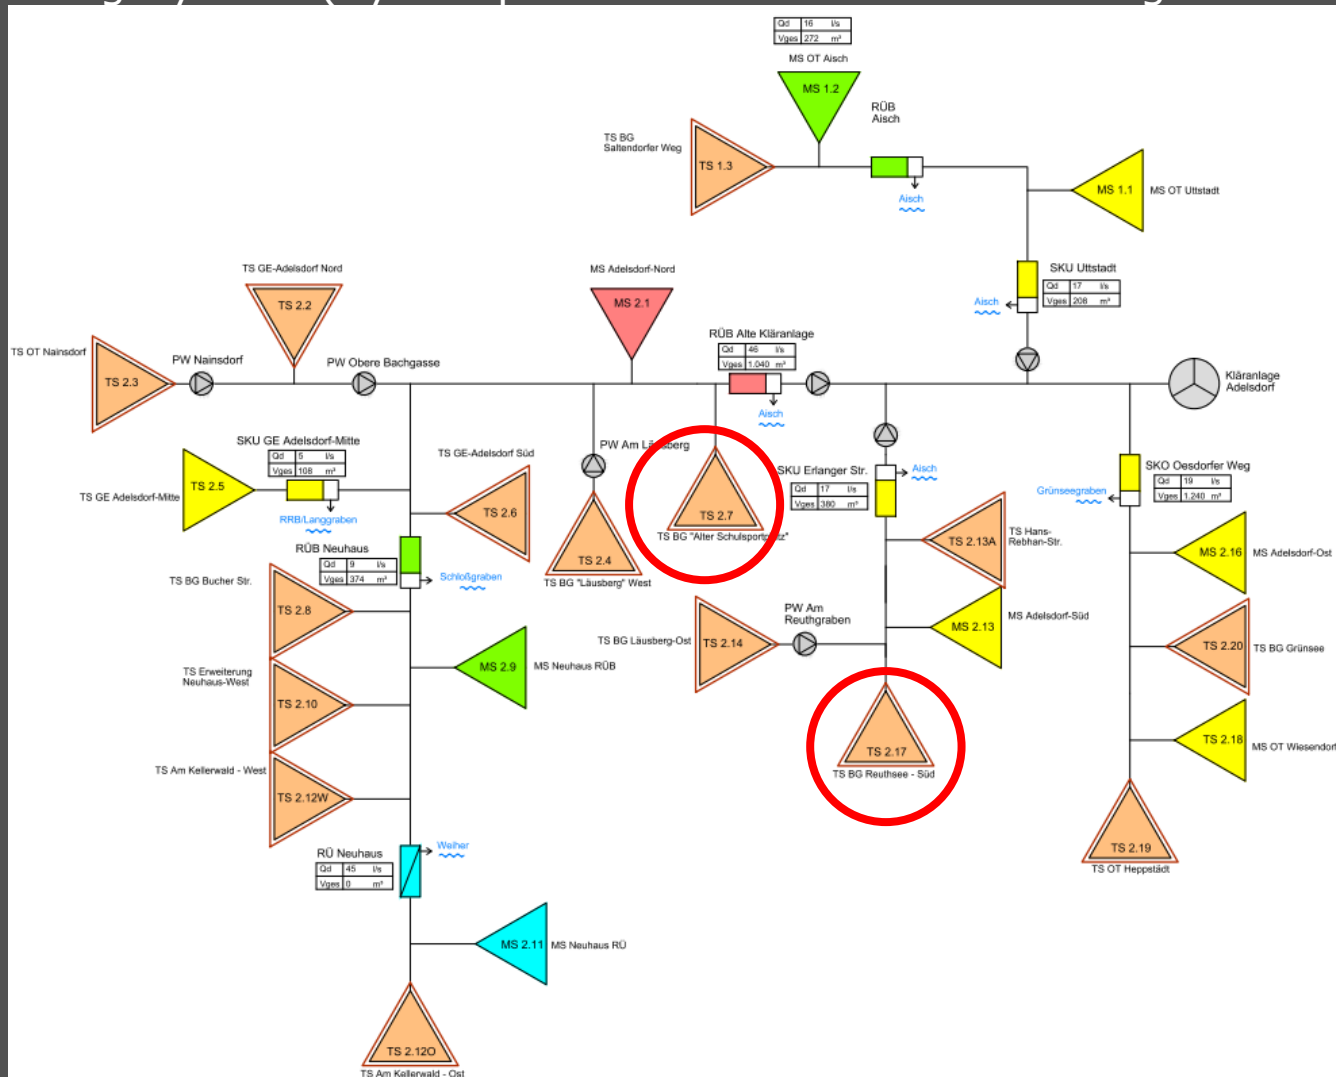 Qd 16 l/s
Vges 272 m³
MS OT Aisch
MS 1.2
RÜB
Aisch
TS BG
Saltendorfer Weg
TS 1.3
Aisch
MS 1.1
MS OT Uttstadt
SKU Uttstadt
Qd 17 l/s
Vges 208 m³
Aisch
TS GE-Adelsdorf Nord
TS 2.2
MS Adelsdorf-Nord
MS 2.1
TS OT Nainsdorf
TS 2.3
PW Nainsdorf
PW Obere Bachgasse
RÜB Alte Kläranlage
Qd 46 l/s
Vges 1.040 m³
Aisch
Kläranlage
Adelsdorf
SKU GE Adelsdorf-Mitte
Qd 5 l/s
Vges 108 m³
TS GE Adelsdorf-Mitte
TS 2.5
RRB/Langgraben
TS GE-Adelsdorf Süd
TS 2.6
PW Am Läusberg
TS 2.4
TS BG "Läusberg" West
TS 2.7
TS BG "Alter Schulsportplatz"
SKU Erlanger Str.
Qd 17 l/s
Vges 380 m³
Aisch
SKO Oesdorfer Weg
Qd 19 l/s
Vges 1.240 m³
Grünseegraben
RÜB Neuhaus
Qd 9 l/s
Vges 374 m³
Schloßgraben
TS 2.13A
TS Hans-
Rebhan-Str.
MS 2.16
MS Adelsdorf-Ost
TS BG Bucher Str.
TS 2.8
PW Am
Reuthgraben
TS BG Läusberg-Ost
TS 2.14
MS 2.13
MS Adelsdorf-Süd
TS 2.20
TS BG Grünsee
MS 2.9
MS Neuhaus RÜB
TS Erweiterung
Neuhaus-West
TS 2.10
TS 2.17
TS BG Reuthsee - Süd
TS 2.18
MS OT Wiesendorf
TS Am Kellerwald - West
TS 2.12W
RÜ Neuhaus
Qd 45 l/s
Vges 0 m³
Weiher
TS 2.19
TS OT Heppstädt
MS 2.11
MS Neuhaus RÜ
TS 2.12O
TS Am Kellerwald - Ost